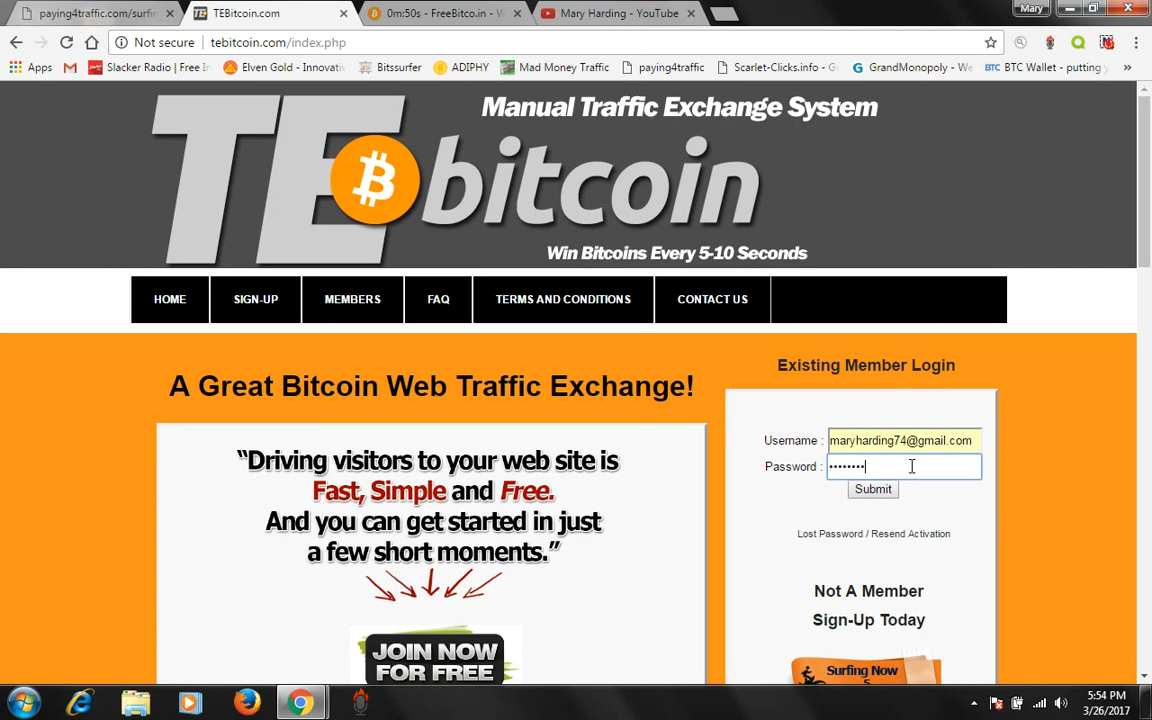 paying4traffic.com/surfin
TEBitcoin.com
0m:50s - FreeBitco.in - W
Mary Harding - YouTube
Mary
Not secure
tebitcoin.com/index.php
Apps
Slacker Radio | Free In
Elven Gold - Innovati
Bitssurfer
ADIPHY
Mad Money Traffic
paying4traffic
Scarlet-Clicks.info - G
GrandMonopoly - We
BTC Wallet - putting y
Manual Traffic Exchange System
TE bitcoin
Win Bitcoins Every 5-10 Seconds
HOME
SIGN-UP
MEMBERS
FAQ
TERMS AND CONDITIONS
CONTACT US
A Great Bitcoin Web Traffic Exchange!
“Driving visitors to your web site is
Fast, Simple and Free.
And you can get started in just
a few short moments.”
JOIN NOW
FOR FREE
Existing Member Login
Username : maryharding74@gmail.com
Password : ••••••••
Submit
Lost Password / Resend Activation
Not A Member
Sign-Up Today
Surfing Now
5
5:54 PM
3/26/2017